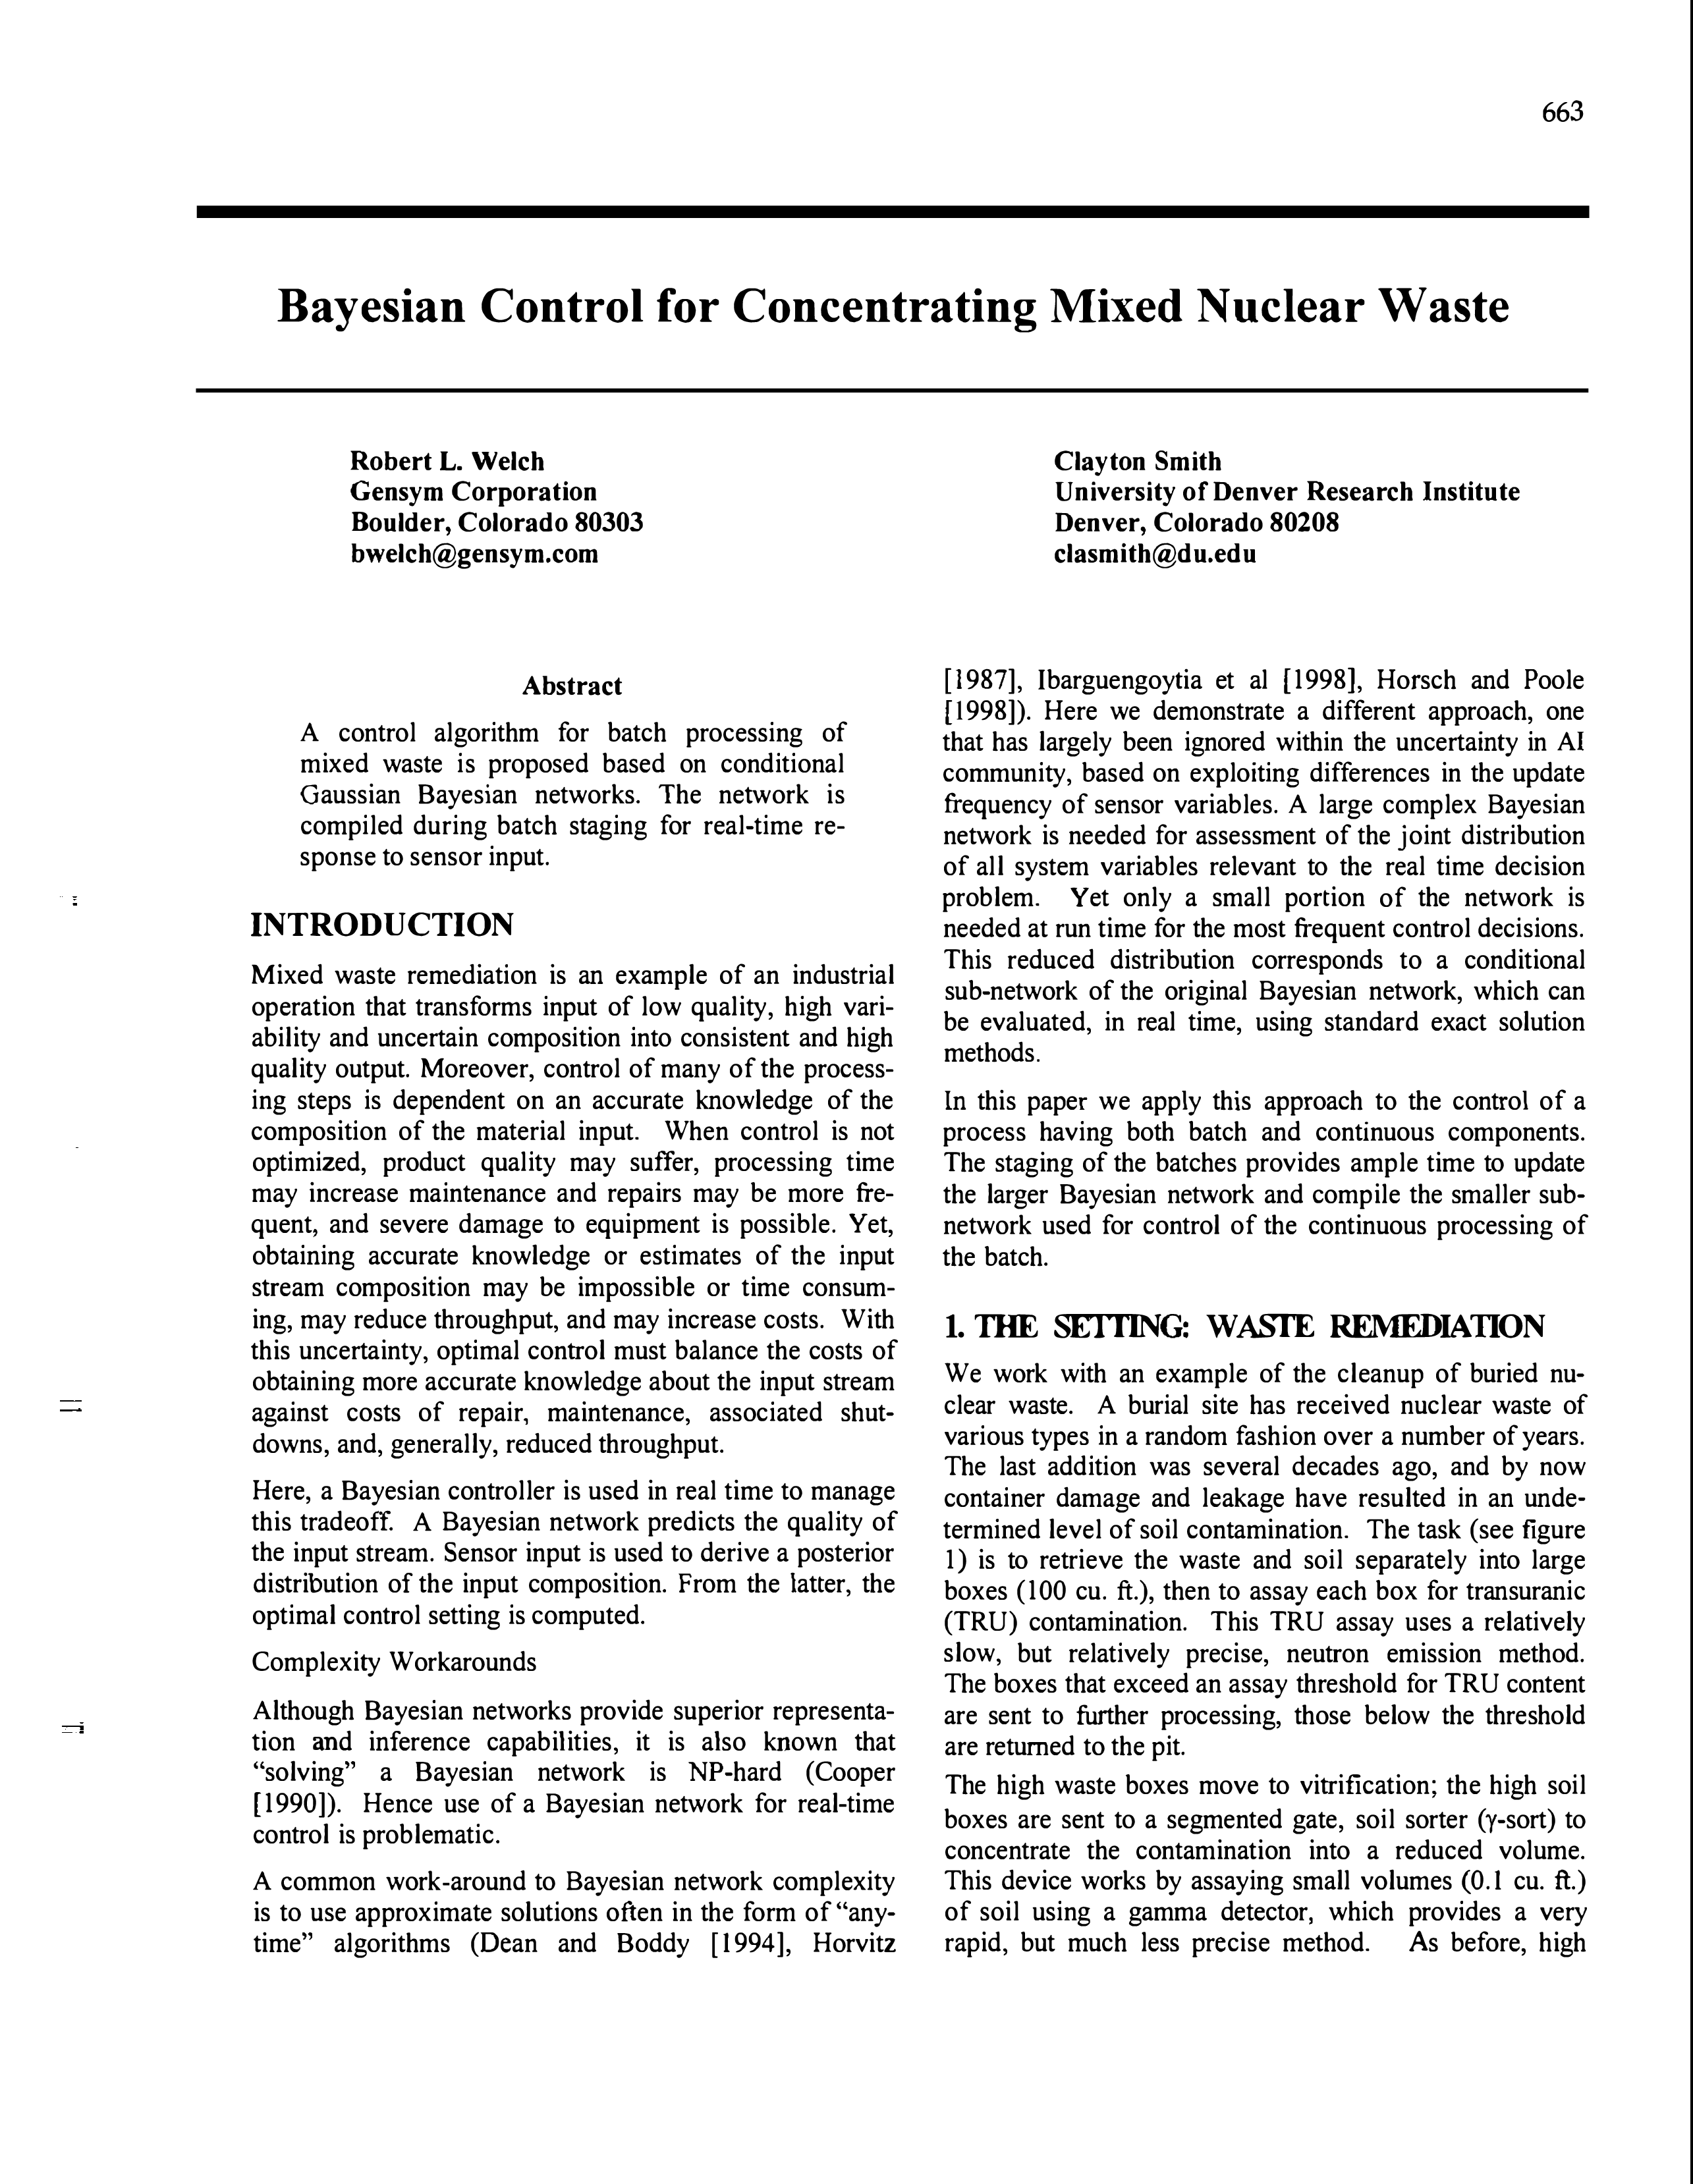 663
Bayesian Control for Concentrating Mixed Nuclear Waste
Robert L. Welch
Gensym Corporation
Boulder, Colorado 80303
bwelch@gensym.com
Clayton Smith
University of Denver Research Institute
Denver, Colorado 80208
clasmith@du.edu
Abstract
A control algorithm for batch processing of
mixed waste is proposed based on conditional
Gaussian Bayesian networks. The network is
compiled during batch staging for real-time re-
sponse to sensor input.
INTRODUCTION
Mixed waste remediation is an example of an industrial
operation that transforms input of low quality, high vari-
ability and uncertain composition into consistent and high
quality output. Moreover, control of many of the process-
ing steps is dependent on an accurate knowledge of the
composition of the material input. When control is not
optimized, product quality may suffer, processing time
may increase maintenance and repairs may be more fre-
quent, and severe damage to equipment is possible. Yet,
obtaining accurate knowledge or estimates of the input
stream composition may be impossible or time consum-
ing, may reduce throughput, and may increase costs. With
this uncertainty, optimal control must balance the costs of
obtaining more accurate knowledge about the input stream
against costs of repair, maintenance, associated shut-
downs, and, generally, reduced throughput.
Here, a Bayesian controller is used in real time to manage
this tradeoff. A Bayesian network predicts the quality of
the input stream. Sensor input is used to derive a posterior
distribution of the input composition. From the latter, the
optimal control setting is computed.
Complexity Workarounds
Although Bayesian networks provide superior representa-
tion and inference capabilities, it is also known that
“solving” a Bayesian network is NP-hard (Cooper
[1990]). Hence use of a Bayesian network for real-time
control is problematic.
A common work-around to Bayesian network complexity
is to use approximate solutions often in the form of “any-
time” algorithms (Dean and Boddy [1994], Horvitz
[1987], Ibarguengoytia et al [1998], Horsch and Poole
[1998]). Here we demonstrate a different approach, one
that has largely been ignored within the uncertainty in AI
community, based on exploiting differences in the update
frequency of sensor variables. A large complex Bayesian
network is needed for assessment of the joint distribution
of all system variables relevant to the real time decision
problem. Yet only a small portion of the network is
needed at run time for the most frequent control decisions.
This reduced distribution corresponds to a conditional
sub-network of the original Bayesian network, which can
be evaluated, in real time, using standard exact solution
methods.
In this paper we apply this approach to the control of a
process having both batch and continuous components.
The staging of the batches provides ample time to update
the larger Bayesian network and compile the smaller sub-
network used for control of the continuous processing of
the batch.
1. THE SETTING: WASTE REMEDIATION
We work with an example of the cleanup of buried nu-
clear waste. A burial site has received nuclear waste of
various types in a random fashion over a number of years.
The last addition was several decades ago, and by now
container damage and leakage have resulted in an unde-
termined level of soil contamination. The task (see figure
1) is to retrieve the waste and soil separately into large
boxes (100 cu. ft.), then to assay each box for transuranic
(TRU) contamination. This TRU assay uses a relatively
slow, but relatively precise, neutron emission method.
The boxes that exceed an assay threshold for TRU content
are sent to further processing, those below the threshold
are returned to the pit.
The high waste boxes move to vitrification; the high soil
boxes are sent to a segmented gate, soil sorter (γ-sort) to
concentrate the contamination into a reduced volume.
This device works by assaying small volumes (0.1 cu. ft.)
of soil using a gamma detector, which provides a very
rapid, but much less precise method. As before, high